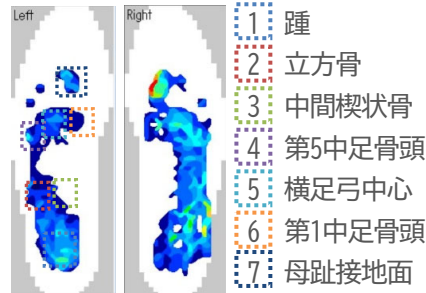 Left
Right
1 踵
2 立方骨
3 中間楔状骨
4 第5中足骨頭
5 横足弓中心
6 第1中足骨頭
7 母趾接地面